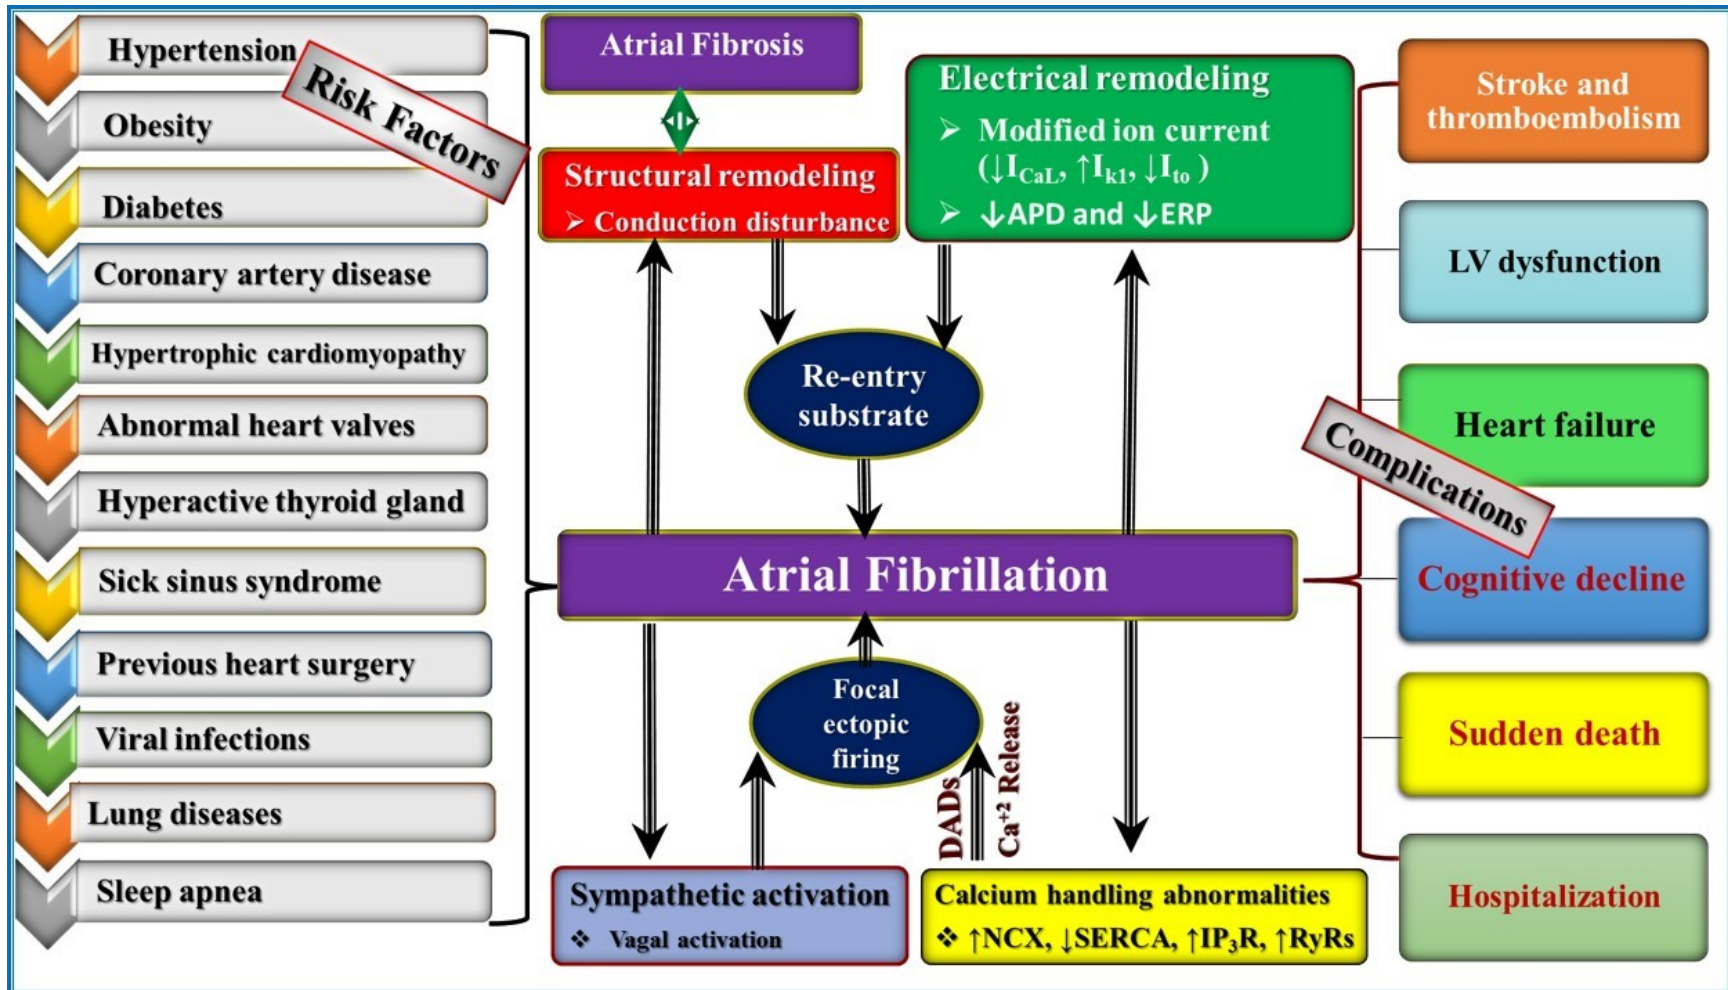 Risk Factors
Hypertension
Obesity
Diabetes
Coronary artery disease
Hypertrophic cardiomyopathy
Abnormal heart valves
Hyperactive thyroid gland
Sick sinus syndrome
Previous heart surgery
Viral infections
Lung diseases
Sleep apnea
Atrial Fibrosis
Structural remodeling
➢ Conduction disturbance
Electrical remodeling
➢ Modified ion current
(↓I_CaL, ↑I_k1, ↓I_to )
➢ ↓APD and ↓ERP
Re-entry
substrate
Atrial Fibrillation
Focal
ectopic
firing
DADs
Ca⁺² Release
Sympathetic activation
❖ Vagal activation
Calcium handling abnormalities
❖ ↑NCX, ↓SERCA, ↑IP₃R, ↑RyRs
Complications
Stroke and
thromboembolism
LV dysfunction
Heart failure
Cognitive decline
Sudden death
Hospitalization